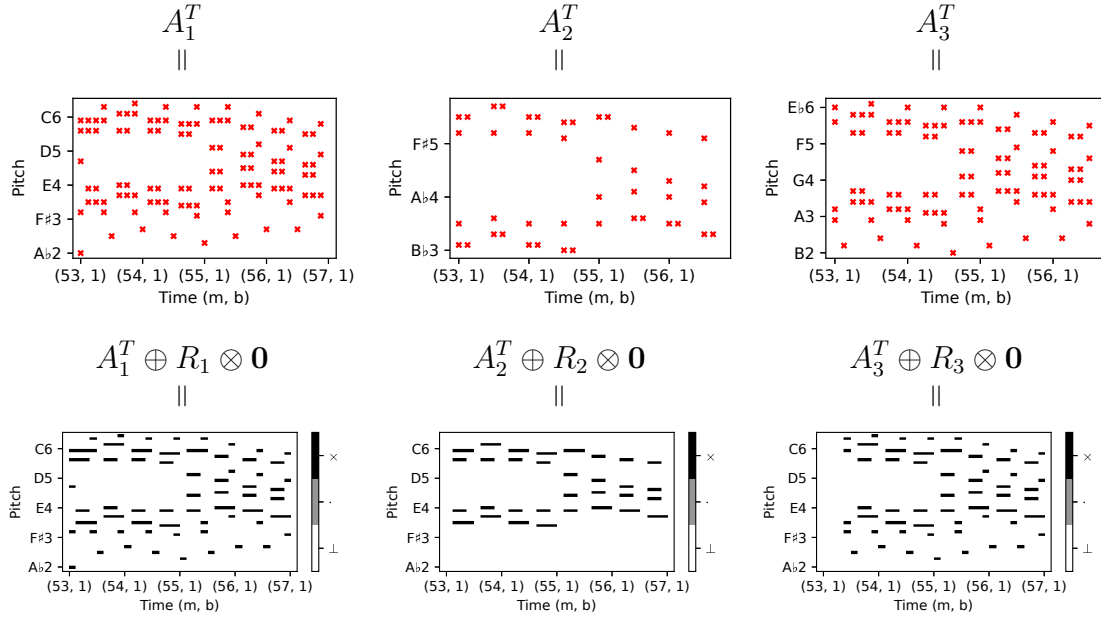 A_1^T
||
C6
D5
E4
F♯3
A♭2
Pitch
(53, 1) (54, 1) (55, 1) (56, 1) (57, 1)
Time (m, b)
A_2^T
||
F♯5
A♭4
B♭3
Pitch
(53, 1) (54, 1) (55, 1) (56, 1)
Time (m, b)
A_3^T
||
E♭6
F5
G4
A3
B2
Pitch
(53, 1) (54, 1) (55, 1) (56, 1)
Time (m, b)
A_1^T ⊕ R_1 ⊗ 0
||
C6
D5
E4
F♯3
A♭2
Pitch
(53, 1) (54, 1) (55, 1) (56, 1) (57, 1)
Time (m, b)
×
·
⊥
A_2^T ⊕ R_2 ⊗ 0
||
C6
D5
E4
F♯3
A♭2
Pitch
(53, 1) (54, 1) (55, 1) (56, 1) (57, 1)
Time (m, b)
×
·
⊥
A_3^T ⊕ R_3 ⊗ 0
||
C6
D5
E4
F♯3
A♭2
Pitch
(53, 1) (54, 1) (55, 1) (56, 1) (57, 1)
Time (m, b)
×
·
⊥